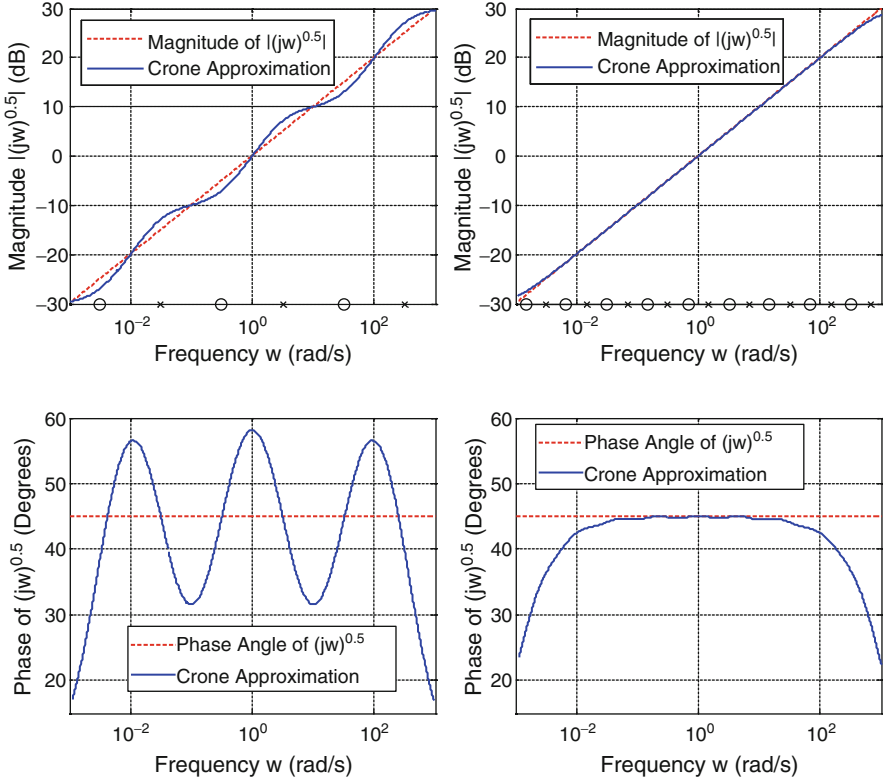 Magnitude |(jw)^0.5| (dB)
30
20
10
0
−10
−20
−30
Magnitude of |(jw)^0.5|
Crone Approximation
10^−2
10^0
10^2
Frequency w (rad/s)
Magnitude |(jw)^0.5| (dB)
30
20
10
0
−10
−20
−30
Magnitude of |(jw)^0.5|
Crone Approximation
10^−2
10^0
10^2
Frequency w (rad/s)
Phase of (jw)^0.5 (Degrees)
60
50
40
30
20
Phase Angle of (jw)^0.5
Crone Approximation
10^−2
10^0
10^2
Frequency w (rad/s)
Phase of (jw)^0.5 (Degrees)
60
50
40
30
20
Phase Angle of (jw)^0.5
Crone Approximation
10^−2
10^0
10^2
Frequency w (rad/s)